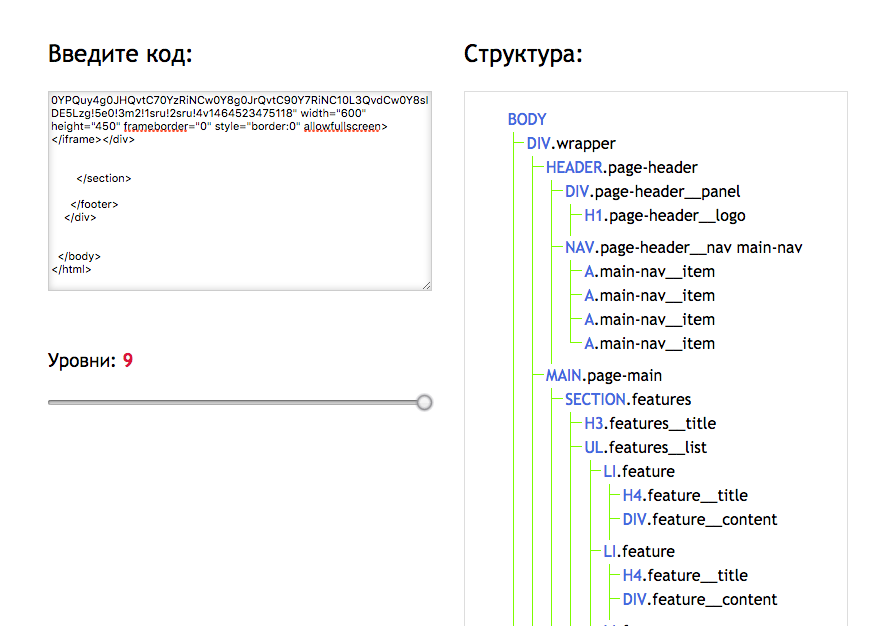 Введите код:
0YPQuy4g0JHQvtC70YzRiNCw0Y8g0JrQvtC90Y7RiNC10L3QvdCw0Y8sI
DE5Lzg!5e0!3m2!1sru!2sru!4v1464523475118" width="600"
height="450" frameborder="0" style="border:0" allowfullscreen>
</iframe></div>
</section>
</footer>
</div>
</body>
</html>
Уровни: 9
Структура:
BODY
DIV.wrapper
HEADER.page-header
DIV.page-header__panel
H1.page-header__logo
NAV.page-header__nav main-nav
A.main-nav__item
A.main-nav__item
A.main-nav__item
A.main-nav__item
MAIN.page-main
SECTION.features
H3.features__title
UL.features__list
LI.feature
H4.feature__title
DIV.feature__content
LI.feature
H4.feature__title
DIV.feature__content